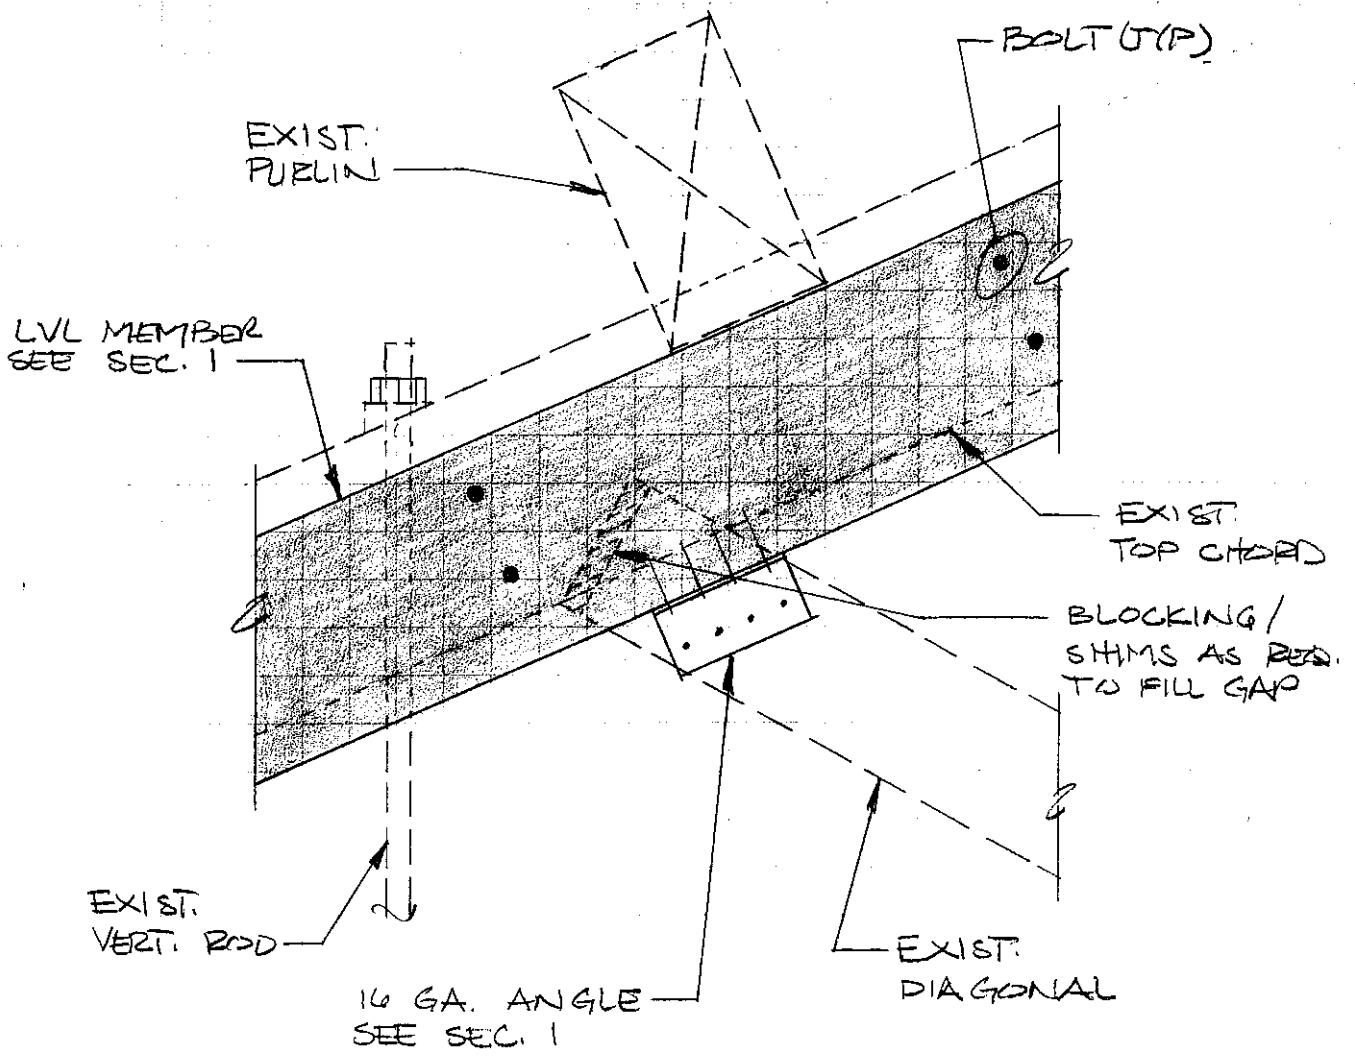 BOLT (TYP)
EXIST.
PURLIN
LVL MEMBER
SEE SEC. 1
EXIST.
TOP CHORD
BLOCKING/
SHIMS AS REQ.
TO FILL GAP
EXIST.
VERT. ROD
EXIST.
DIAGONAL
16 GA. ANGLE
SEE SEC. 1